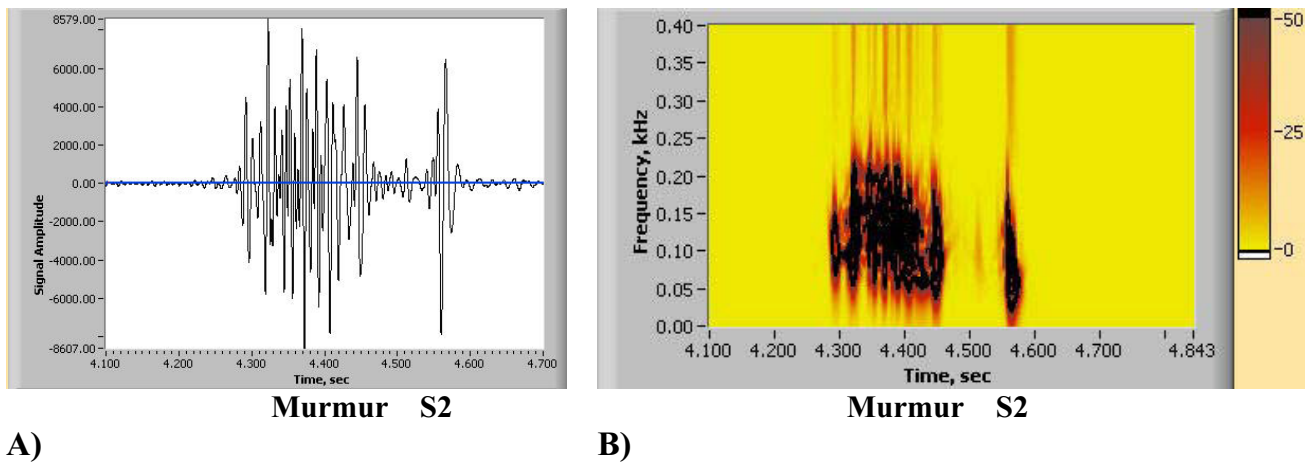 8579.00
6000.00
4000.00
2000.00
0.00
-2000.00
-4000.00
-6000.00
-8607.00
Signal Amplitude
4.100 4.200 4.300 4.400 4.500 4.600 4.700
Time, sec
Murmur S2
A)
0.40
0.35
0.30
0.25
0.20
0.15
0.10
0.05
0.00
Frequency, kHz
4.100 4.200 4.300 4.400 4.500 4.600 4.700 4.843
Time, sec
-50
-25
-0
Murmur S2
B)